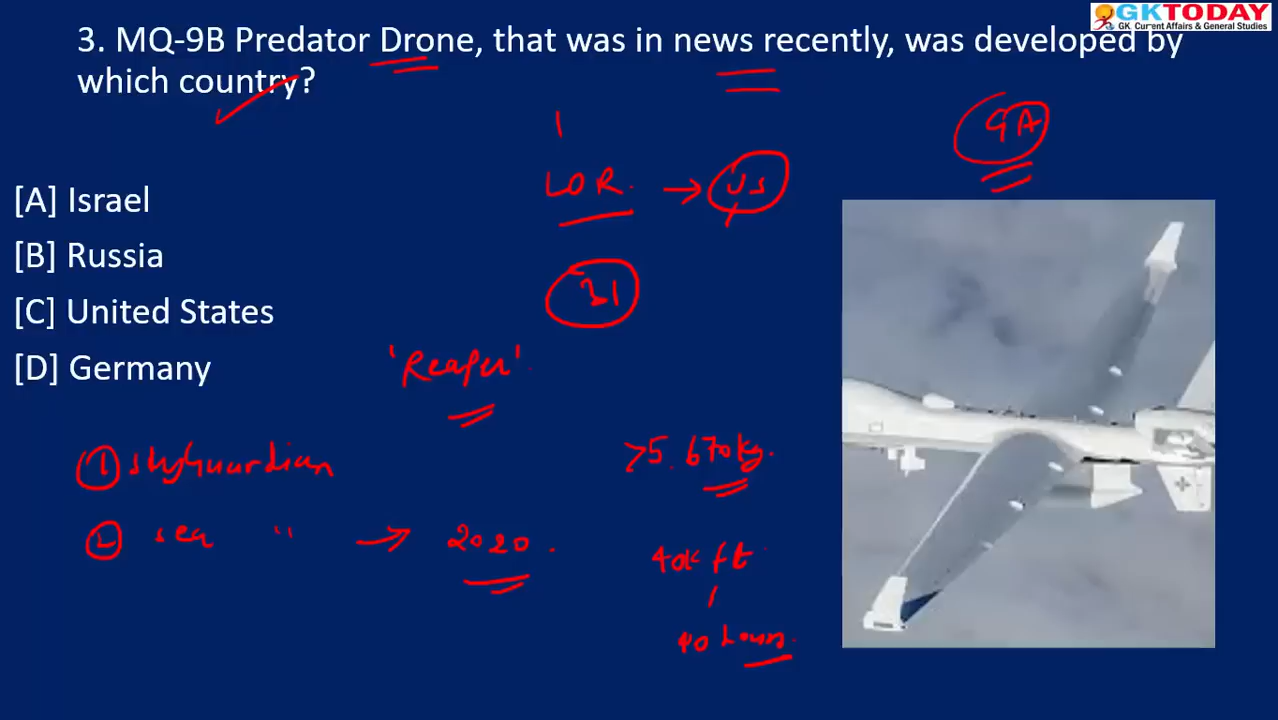 GKTODAY
GK, Current Affairs & General Studies
3. MQ-9B Predator Drone, that was in news recently, was developed by
which country?
9A
LOR. → US
[A] Israel
[B] Russia
31
[C] United States
'Reaper'
[D] Germany
>5.670kg.
① SkyGuardian
② sea " → 2020.
40k ft
40 hours.